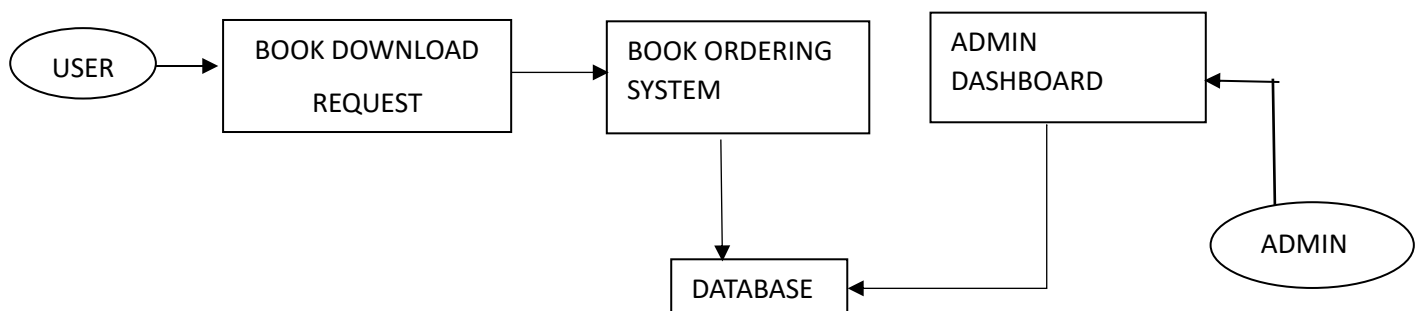 USER
BOOK DOWNLOAD
REQUEST
BOOK ORDERING
SYSTEM
ADMIN
DASHBOARD
ADMIN
DATABASE